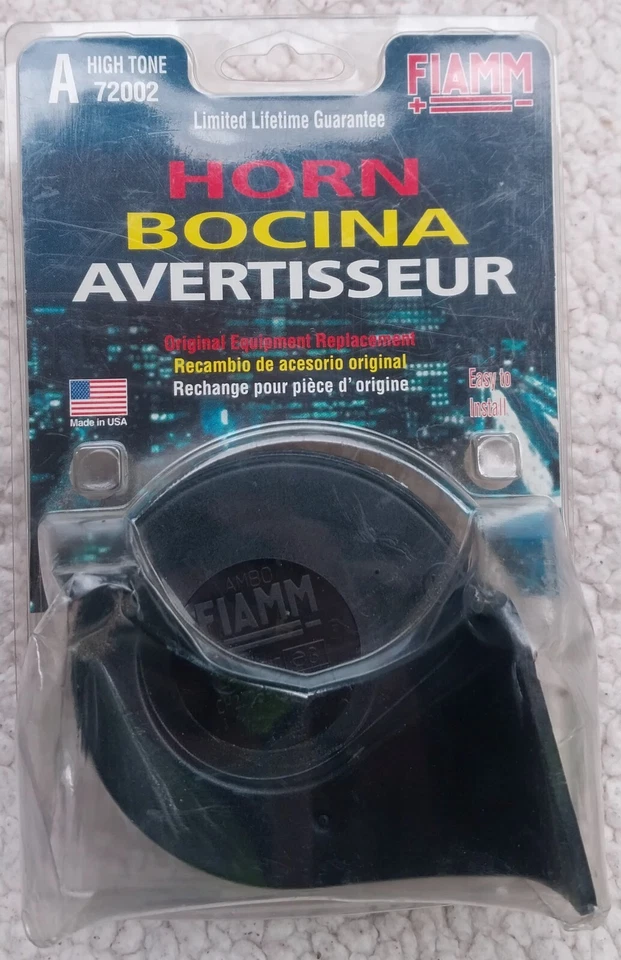 A HIGH TONE
72002
FIAMM
+ -
Limited Lifetime Guarantee
HORN
BOCINA
AVERTISSEUR
Original Equipment Replacement
Recambio de acesorio original
Rechange pour pièce d' origine
Easy to
Install
Made in USA
AMBO
FIAMM